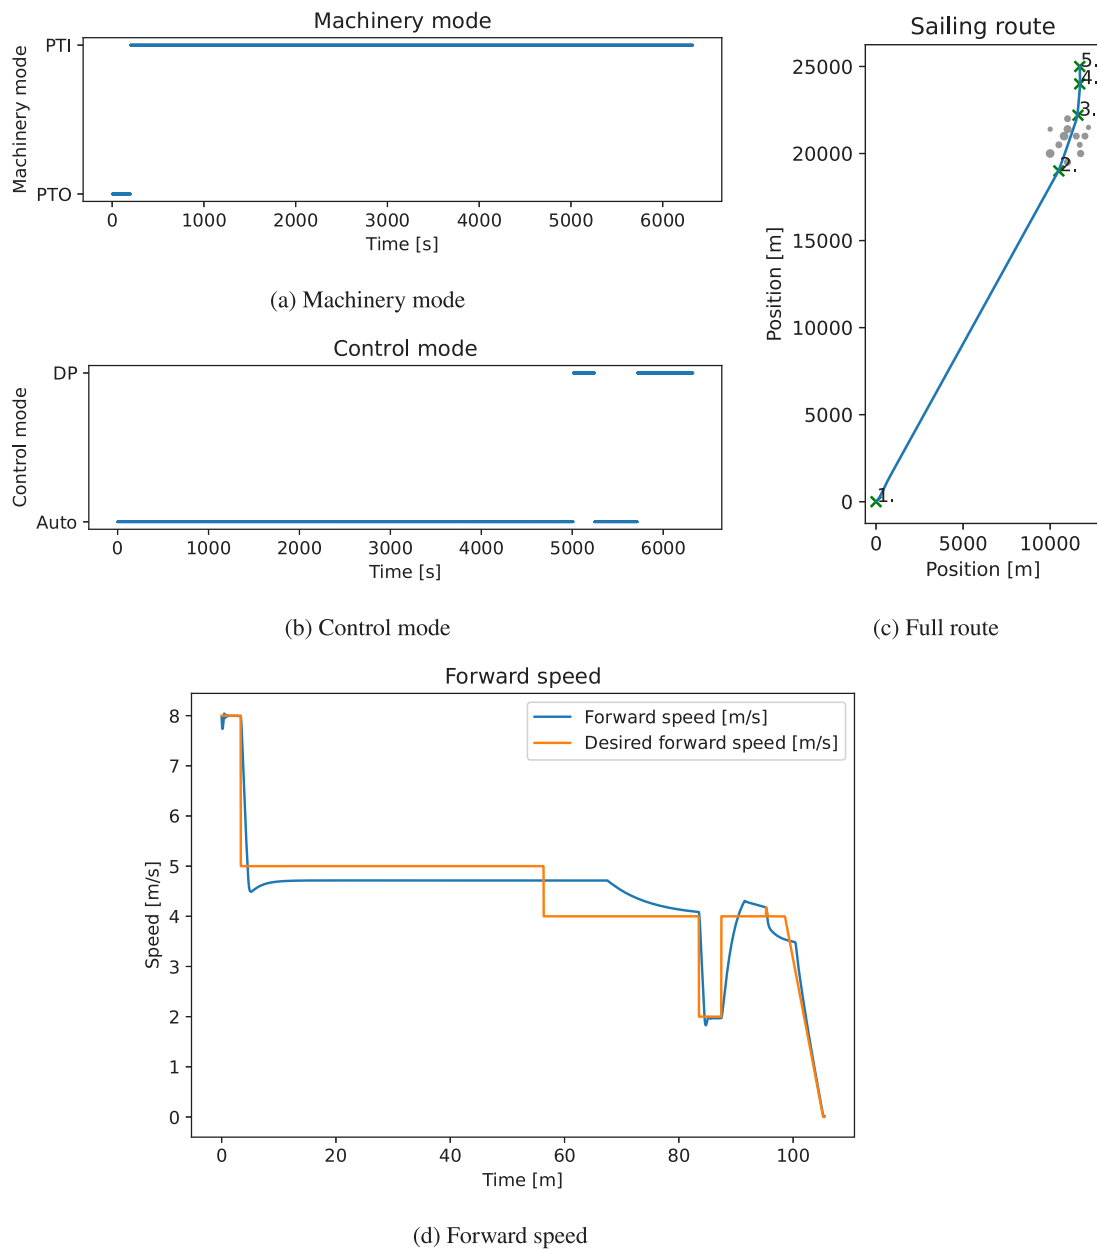 Machinery mode
Machinery mode
PTI
PTO
0 1000 2000 3000 4000 5000 6000
Time [s]
(a) Machinery mode
Control mode
Control mode
DP
Auto
0 1000 2000 3000 4000 5000 6000
Time [s]
(b) Control mode
Sailing route
Position [m]
25000
20000
15000
10000
5000
0
5.
4.
3.
2.
1.
0 5000 10000
Position [m]
(c) Full route
Forward speed
Speed [m/s]
8
7
6
5
4
3
2
1
0
Forward speed [m/s]
Desired forward speed [m/s]
0 20 40 60 80 100
Time [m]
(d) Forward speed